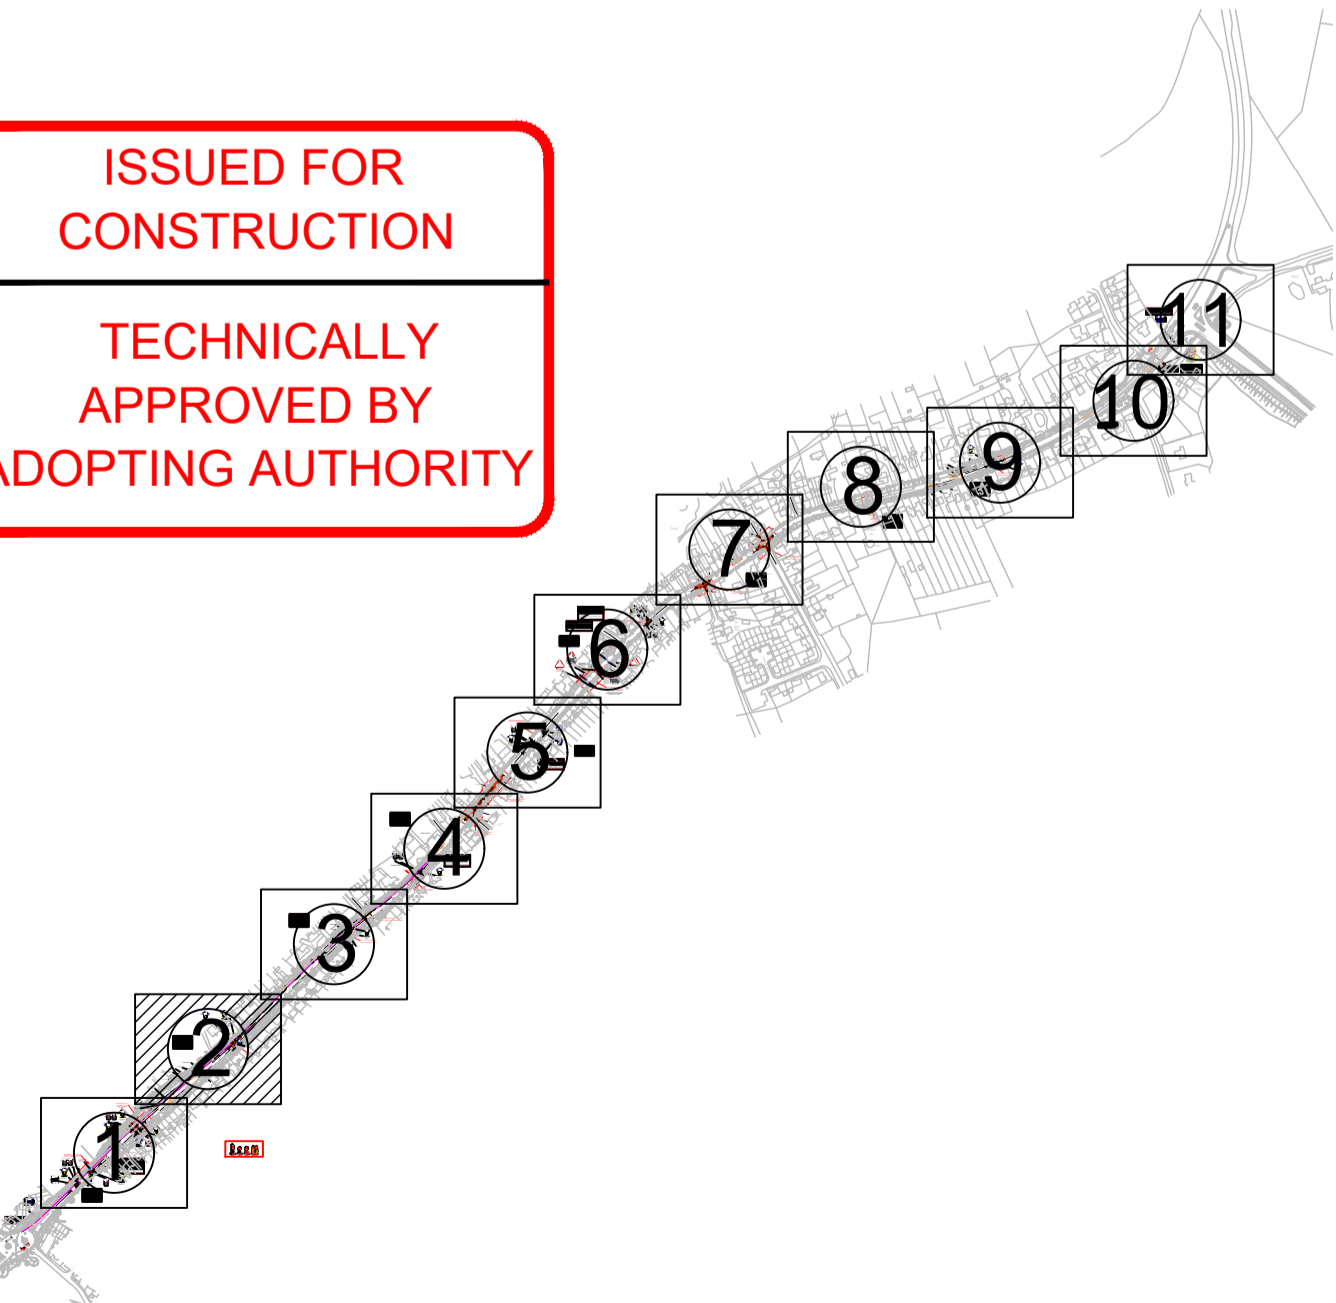 ISSUED FOR
CONSTRUCTION
TECHNICALLY
APPROVED BY
ADOPTING AUTHORITY
11
10
9
8
7
6
5
4
3
2
1